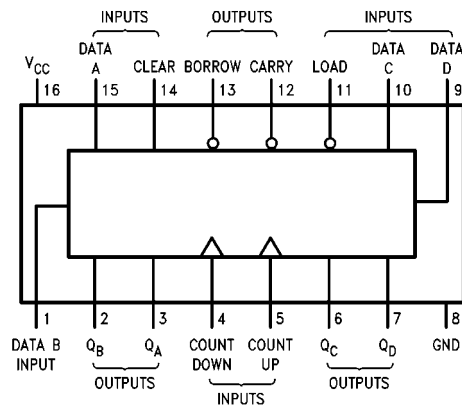 INPUTS OUTPUTS INPUTS
DATA DATA DATA
VCC A CLEAR BORROW CARRY LOAD C D
16 15 14 13 12 11 10 9
1 2 3 4 5 6 7 8
DATA B QB QA COUNT COUNT QC QD GND
INPUT DOWN UP
OUTPUTS OUTPUTS
INPUTS